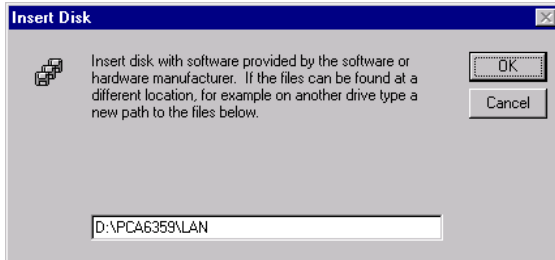 Insert Disk
Insert disk with software provided by the software or
hardware manufacturer.  If the files can be found at a
different location, for example on another drive type a
new path to the files below.
OK
Cancel
D:\PCA6359\LAN